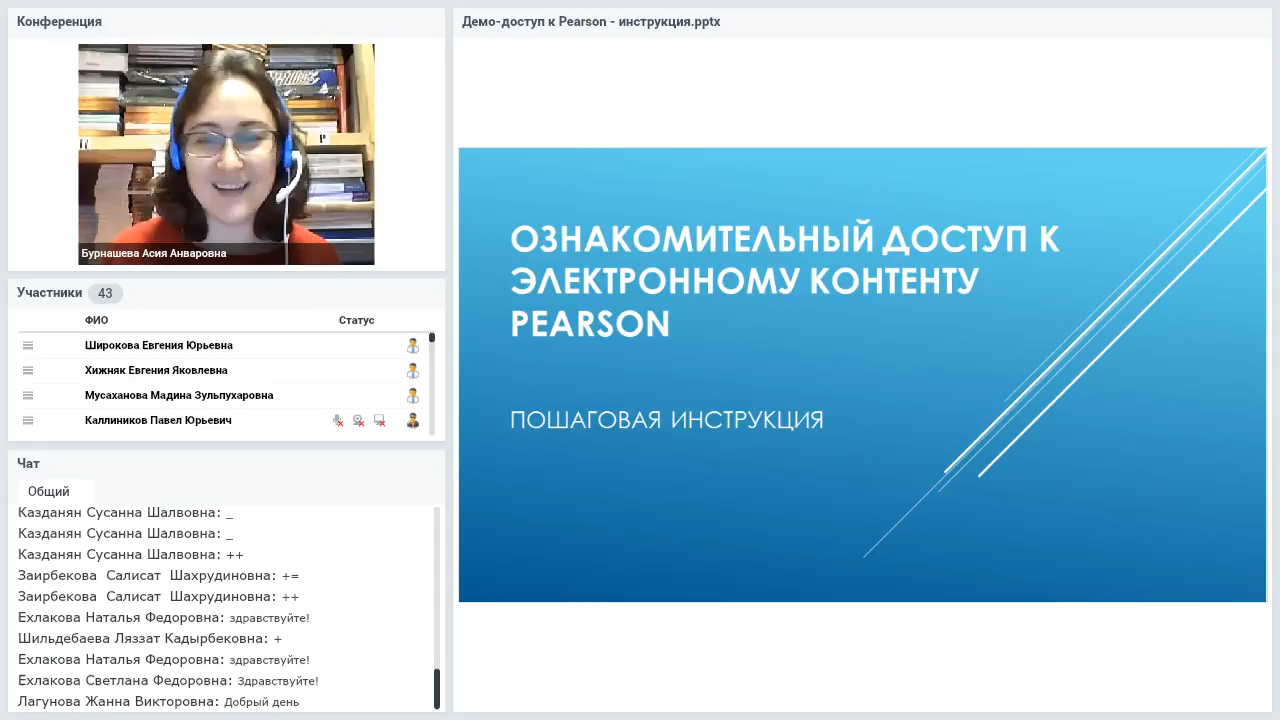 Конференция
Бурнашева Асия Анваровна
Участники 43
ФИО Статус
Широкова Евгения Юрьевна
Хижняк Евгения Яковлевна
Мусаханова Мадина Зульпухаровна
Каллиников Павел Юрьевич
Чат
Общий
Казданян Сусанна Шалвовна: _
Казданян Сусанна Шалвовна: _
Казданян Сусанна Шалвовна: ++
Заирбекова Салисат Шахрудиновна: +=
Заирбекова Салисат Шахрудиновна: ++
Ехлакова Наталья Федоровна: здравствуйте!
Шильдебаева Ляззат Кадырбековна: +
Ехлакова Наталья Федоровна: здравствуйте!
Ехлакова Светлана Федоровна: Здравствуйте!
Лагунова Жанна Викторовна: Добрый день
Демо-доступ к Pearson - инструкция.pptx
ОЗНАКОМИТЕЛЬНЫЙ ДОСТУП К
ЭЛЕКТРОННОМУ КОНТЕНТУ
PEARSON
ПОШАГОВАЯ ИНСТРУКЦИЯ